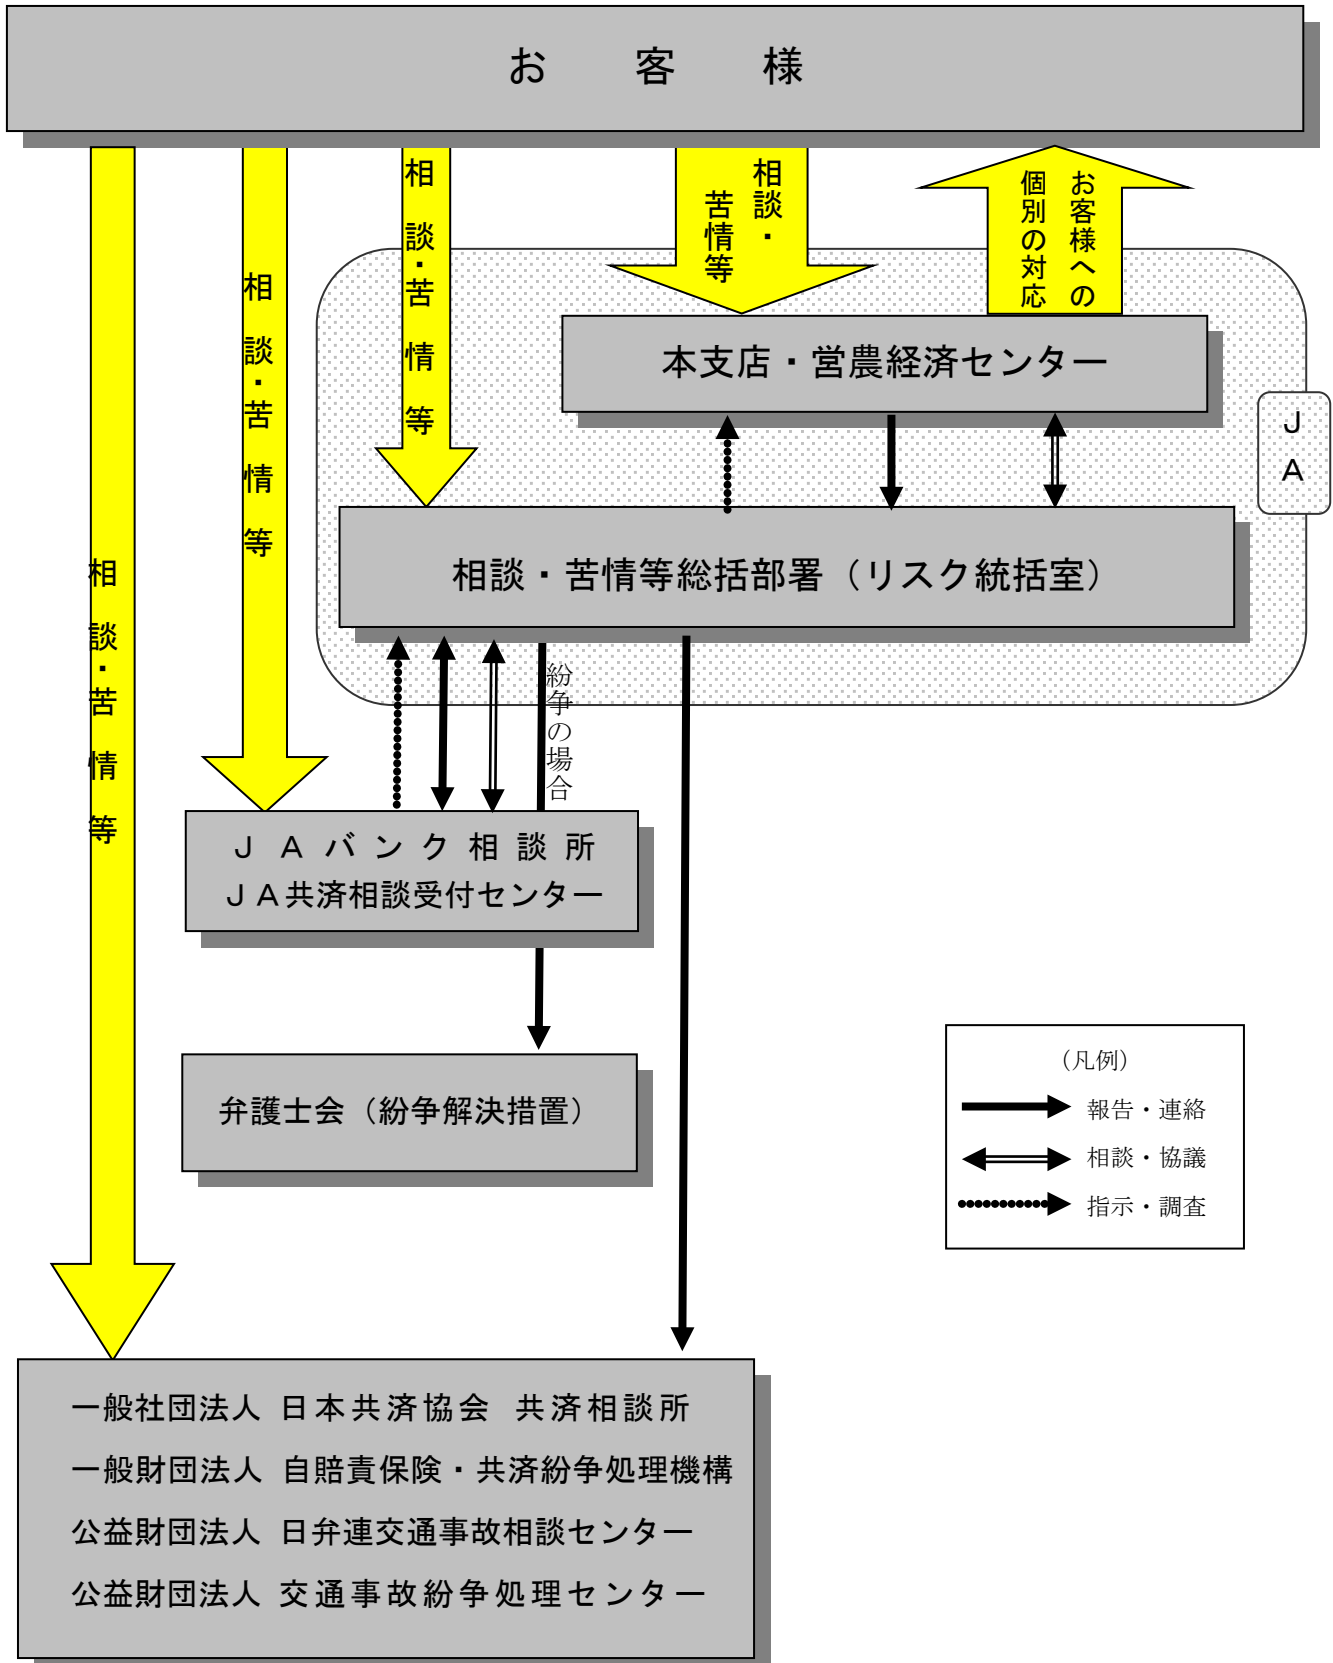 お客様
相談・苦情等
相談・苦情等
相談・苦情等
相談・
苦情等
お客様への
個別の対応
本支店・営農経済センター
ＪＡ
相談・苦情等総括部署（リスク統括室）
紛争の場合
ＪＡバンク相談所
ＪＡ共済相談受付センター
弁護士会（紛争解決措置）
（凡例）
報告・連絡
相談・協議
指示・調査
一般社団法人 日本共済協会 共済相談所
一般財団法人 自賠責保険・共済紛争処理機構
公益財団法人 日弁連交通事故相談センター
公益財団法人 交通事故紛争処理センター